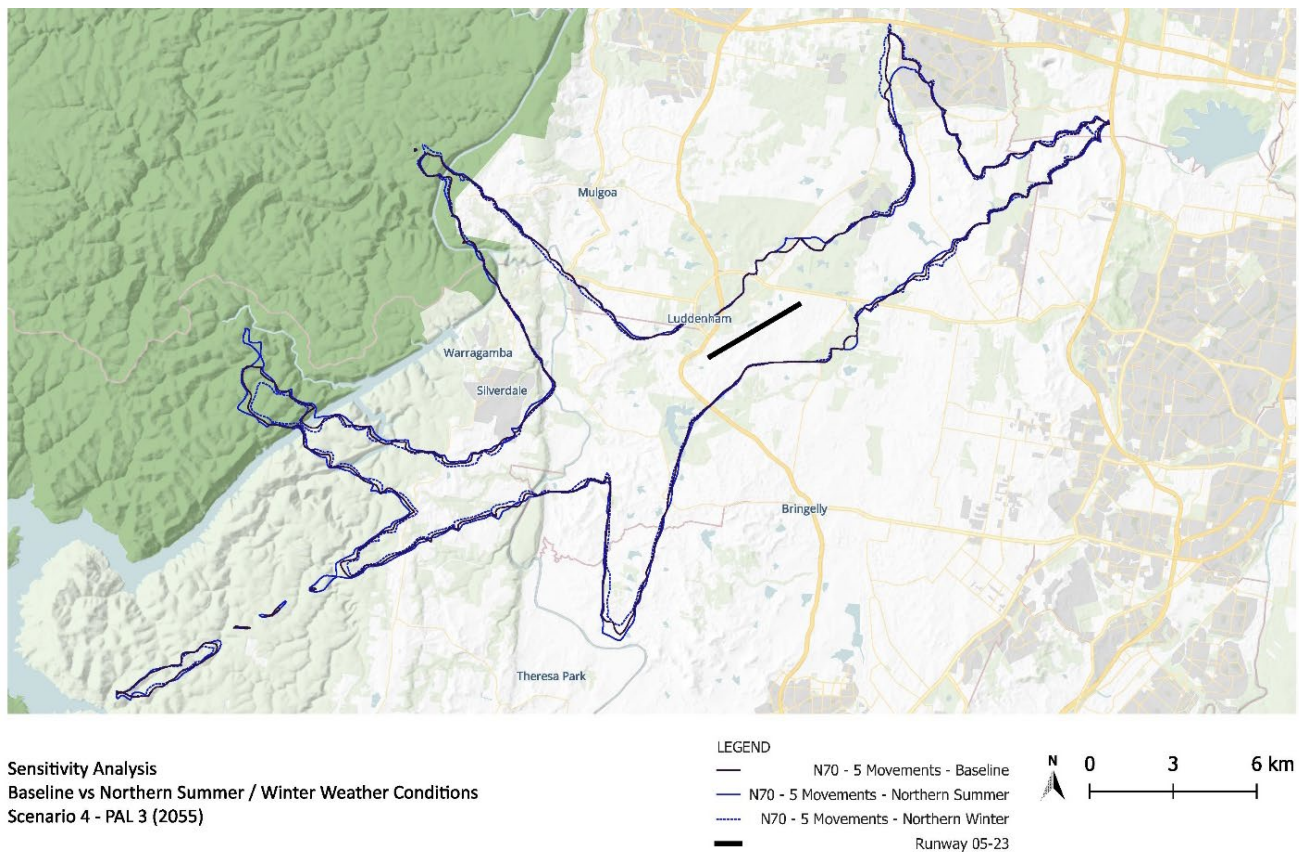 Mulgoa
Luddenham
Warragamba
Silverdale
Bringelly
Theresa Park
Sensitivity Analysis
Baseline vs Northern Summer / Winter Weather Conditions
Scenario 4 - PAL 3 (2055)
LEGEND
N70 - 5 Movements - Baseline
N70 - 5 Movements - Northern Summer
N70 - 5 Movements - Northern Winter
Runway 05-23
N
0 3 6 km